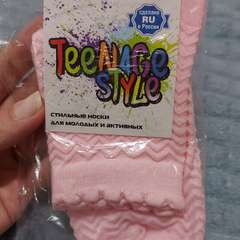 сделано
RU
в России
TEENAGE
STYLE
СТИЛЬНЫЕ НОСКИ
ДЛЯ МОЛОДЫХ И АКТИВНЫХ